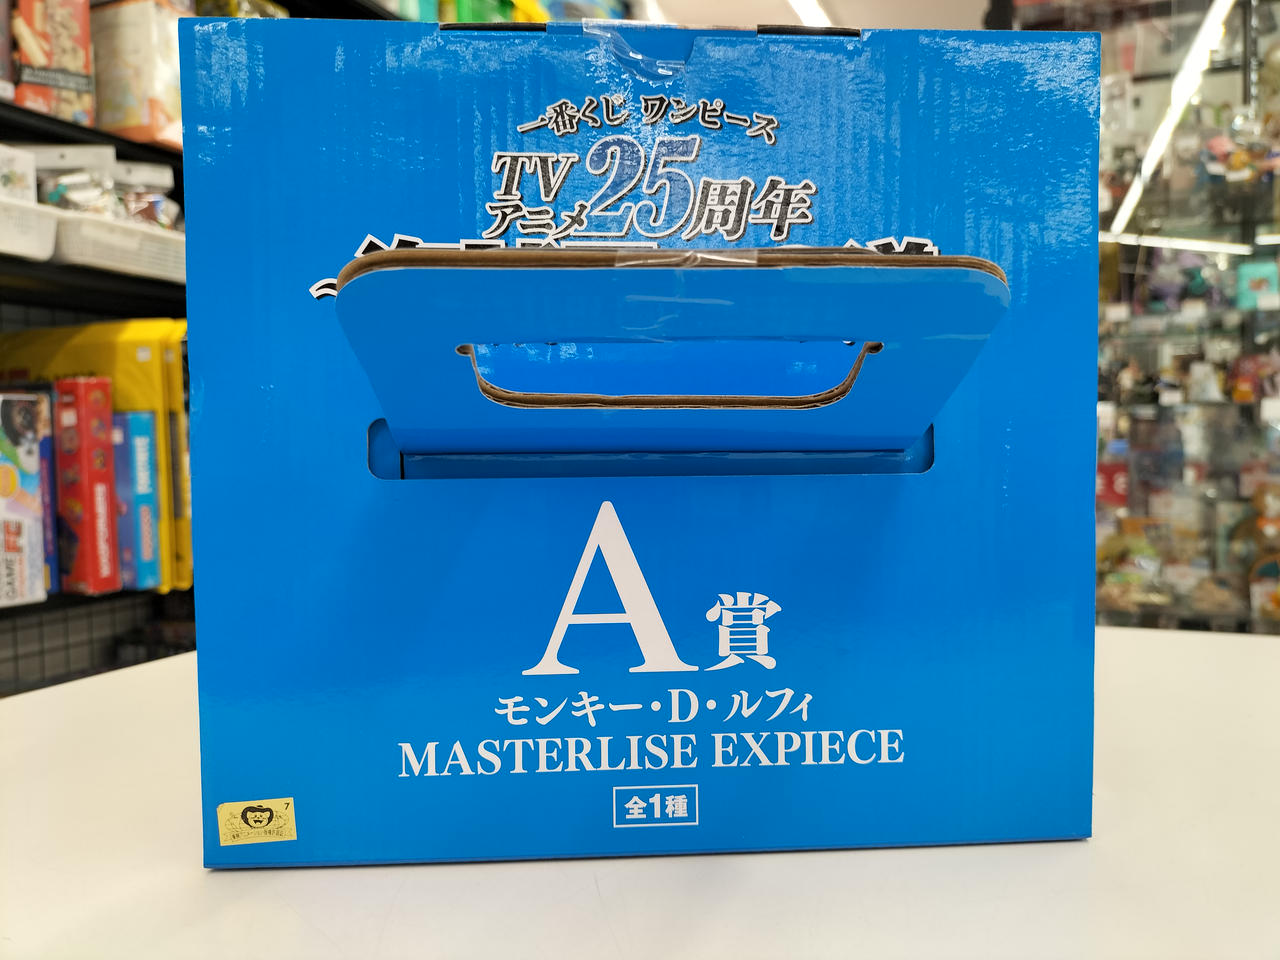 一番くじ ワンピース
TV
アニメ
25周年
A賞
モンキー・D・ルフィ
MASTERLISE EXPIECE
全1種
7